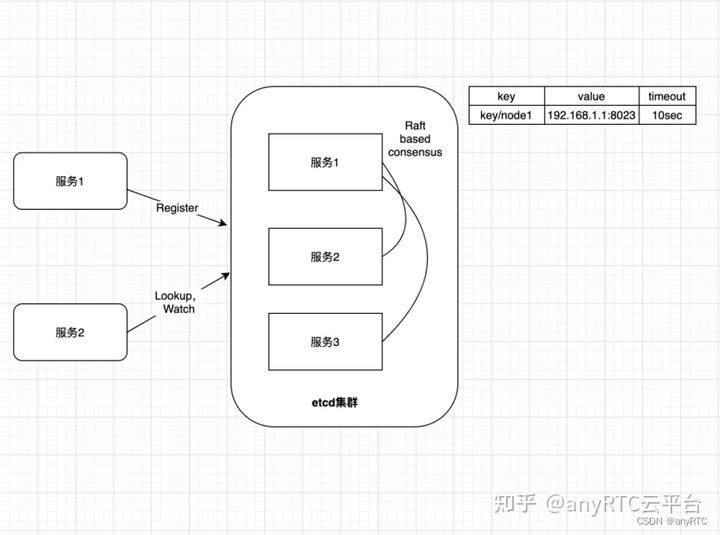 key value timeout
key/node1 192.168.1.1:8023 10sec
Raft
based
consensus
服务1
服务1
Register
服务2
Lookup,
Watch
服务2
服务3
etcd集群
知乎 @anyRTC云平台
CSDN @anyRTC